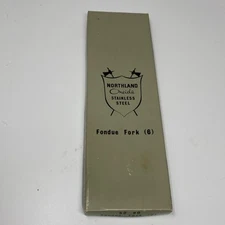 NORTHLAND
Oneida
STAINLESS
STEEL
Fondue Fork (6)